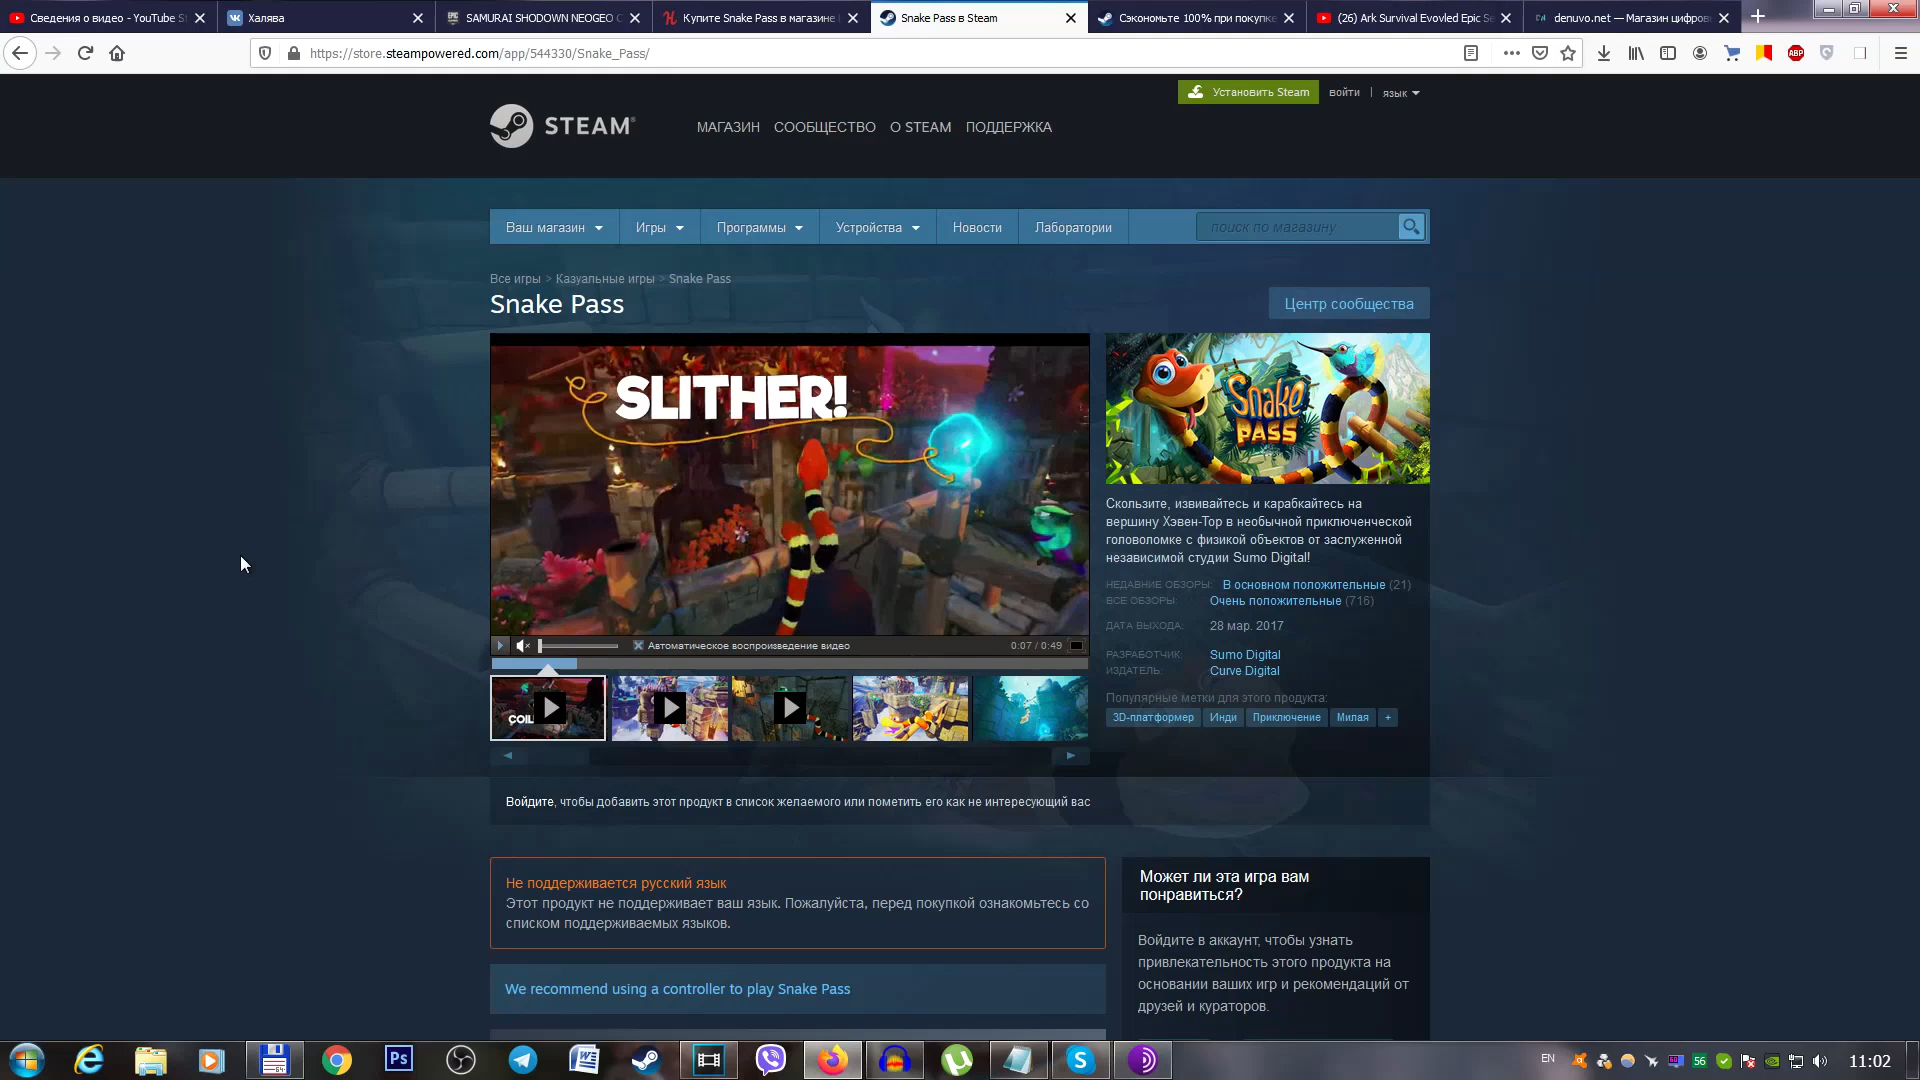 Сведения о видео - YouTube St
Халява
SAMURAI SHODOWN NEOGEO C
Купите Snake Pass в магазине
Snake Pass в Steam
Сэкономьте 100% при покупке
(26) Ark Survival Evovled Epic Se
denuvo.net — Магазин цифров
https://store.steampowered.com/app/544330/Snake_Pass/
ABP
Установить Steam
войти
язык
STEAM
МАГАЗИН СООБЩЕСТВО О STEAM ПОДДЕРЖКА
Ваш магазин Игры Программы Устройства Новости Лаборатории
поиск по магазину
Все игры > Казуальные игры > Snake Pass
Snake Pass
Центр сообщества
SLITHER!
Snake
PASS
Скользите, извивайтесь и карабкайтесь на
вершину Хэвен-Тор в необычной приключенческой
головоломке с физикой объектов от заслуженной
независимой студии Sumo Digital!
НЕДАВНИЕ ОБЗОРЫ: В основном положительные (21)
ВСЕ ОБЗОРЫ: Очень положительные (716)
ДАТА ВЫХОДА: 28 мар. 2017
РАЗРАБОТЧИК: Sumo Digital
ИЗДАТЕЛЬ: Curve Digital
Популярные метки для этого продукта:
3D-платформер Инди Приключение Милая +
Автоматическое воспроизведение видео
0:07 / 0:49
COIL
Войдите, чтобы добавить этот продукт в список желаемого или пометить его как не интересующий вас
Не поддерживается русский язык
Этот продукт не поддерживает ваш язык. Пожалуйста, перед покупкой ознакомьтесь со
списком поддерживаемых языков.
We recommend using a controller to play Snake Pass
Может ли эта игра вам
понравиться?
Войдите в аккаунт, чтобы узнать
привлекательность этого продукта на
основании ваших игр и рекомендаций от
друзей и кураторов.
Ps
EN
56
11:02